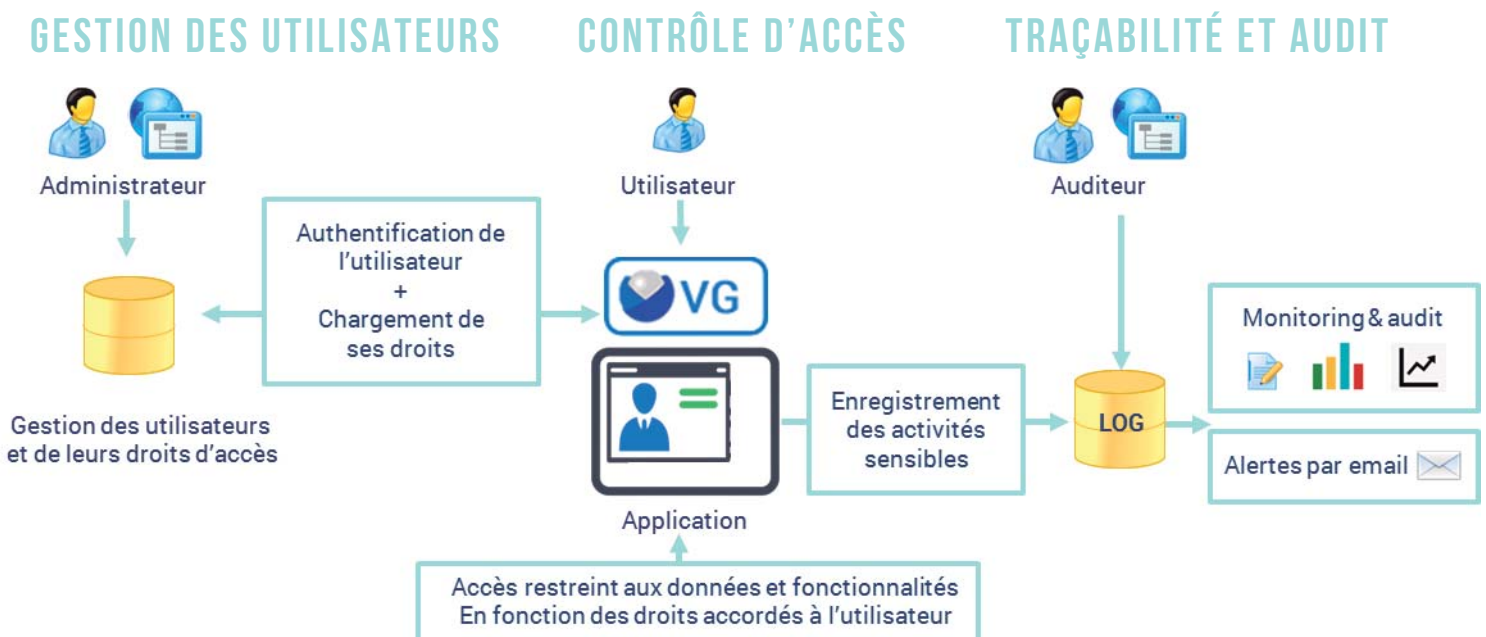 GESTION DES UTILISATEURS
CONTRÔLE D'ACCÈS
TRAÇABILITÉ ET AUDIT
Administrateur
Utilisateur
Auditeur
Authentification de
l'utilisateur
+
Chargement de
ses droits
VG
Monitoring & audit
Gestion des utilisateurs
et de leurs droits d'accès
Enregistrement
des activités
sensibles
LOG
Alertes par email
Application
Accès restreint aux données et fonctionnalités
En fonction des droits accordés à l'utilisateur